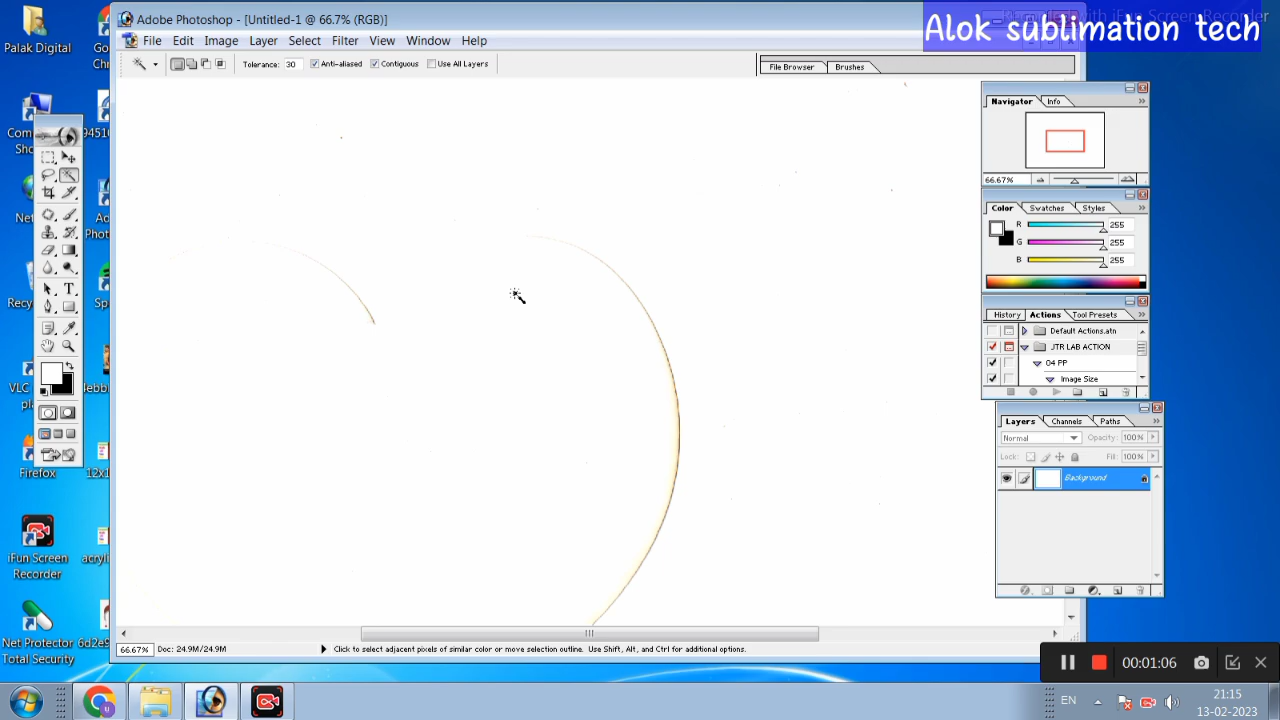 Palak Digital
Adobe Photoshop - [Untitled-1 @ 66.7% (RGB)]
Alok sublimation tech
File Edit Image Layer Select Filter View Window Help
Tolerance: 30 Anti-aliased Contiguous Use All Layers
File Browser Brushes
Navigator Info
66.67%
Color Swatches Styles
R 255
G 255
B 255
History Actions Tool Presets
Default Actions.atn
JTR LAB ACTION
04 PP
Image Size
Layers Channels Paths
Normal Opacity: 100%
Lock: Fill: 100%
Background
Firefox
12x1
iFun Screen
Recorder
acryli
Net Protector
Total Security
6d2e9
66.67% Doc: 24.9M/24.9M Click to select adjacent pixels of similar color or move selection outline. Use Shift, Alt, and Ctrl for additional options.
00:01:06
EN
21:15
13-02-2023